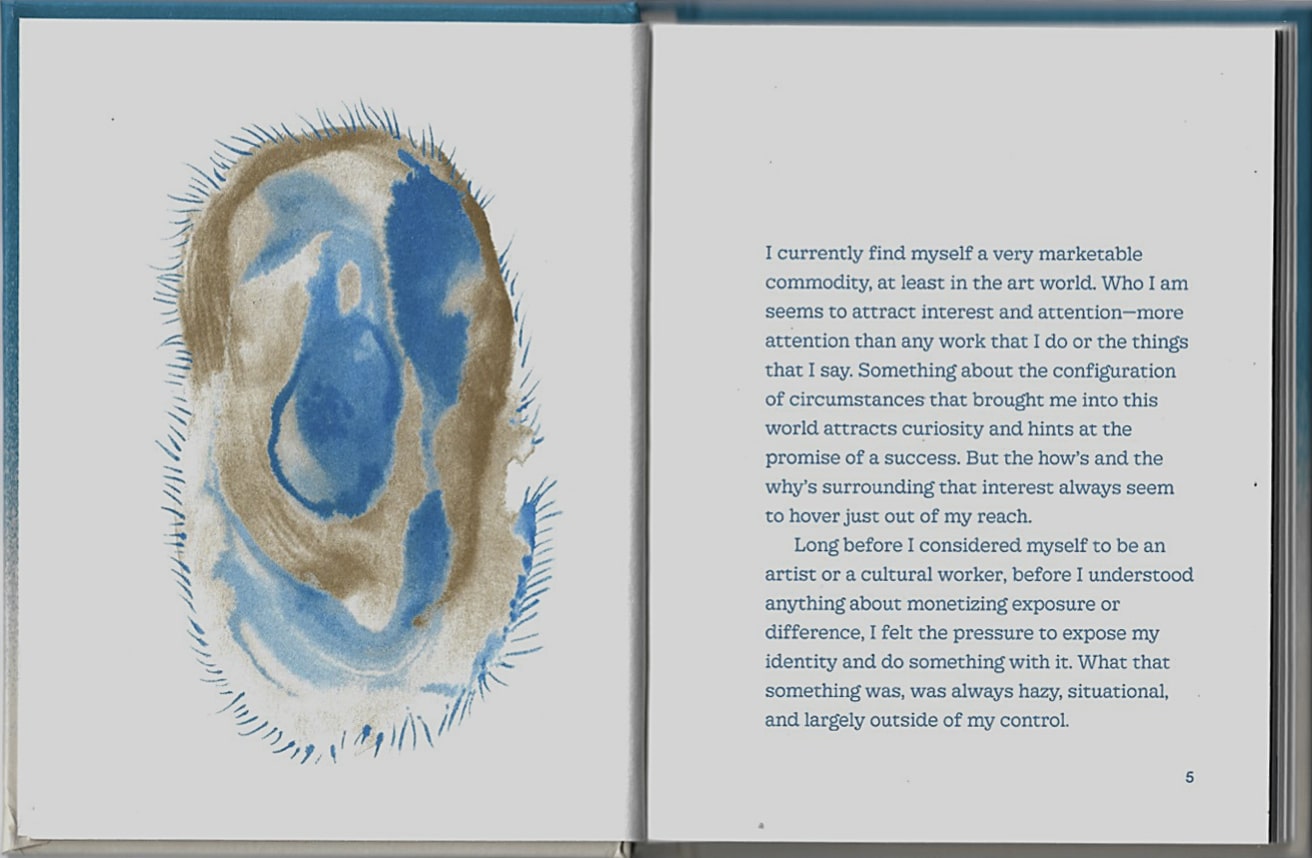 I currently find myself a very marketable
commodity, at least in the art world. Who I am
seems to attract interest and attention—more
attention than any work that I do or the things
that I say. Something about the configuration
of circumstances that brought me into this
world attracts curiosity and hints at the
promise of a success. But the how’s and the
why’s surrounding that interest always seem
to hover just out of my reach.
Long before I considered myself to be an
artist or a cultural worker, before I understood
anything about monetizing exposure or
difference, I felt the pressure to expose my
identity and do something with it. What that
something was, was always hazy, situational,
and largely outside of my control.
5